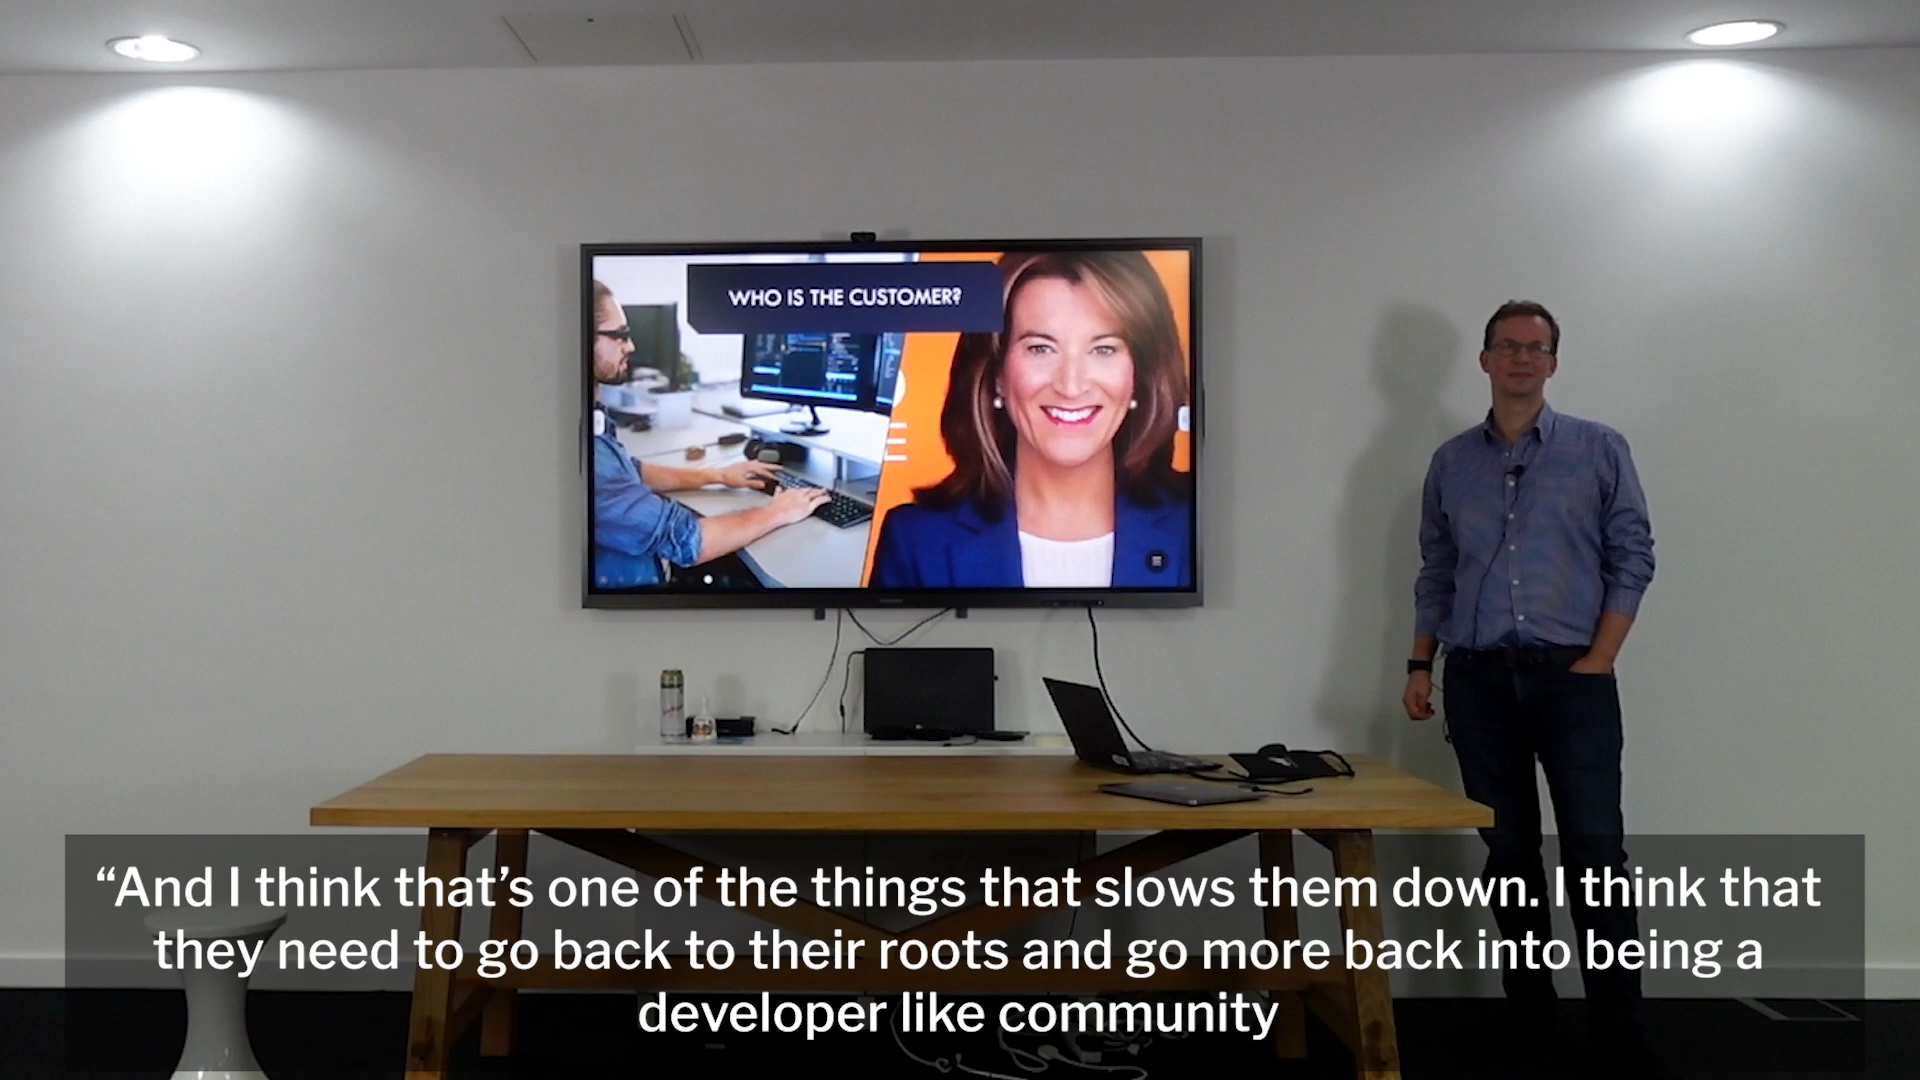 WHO IS THE CUSTOMER?
“And I think that’s one of the things that slows them down. I think that
they need to go back to their roots and go more back into being a
developer like community